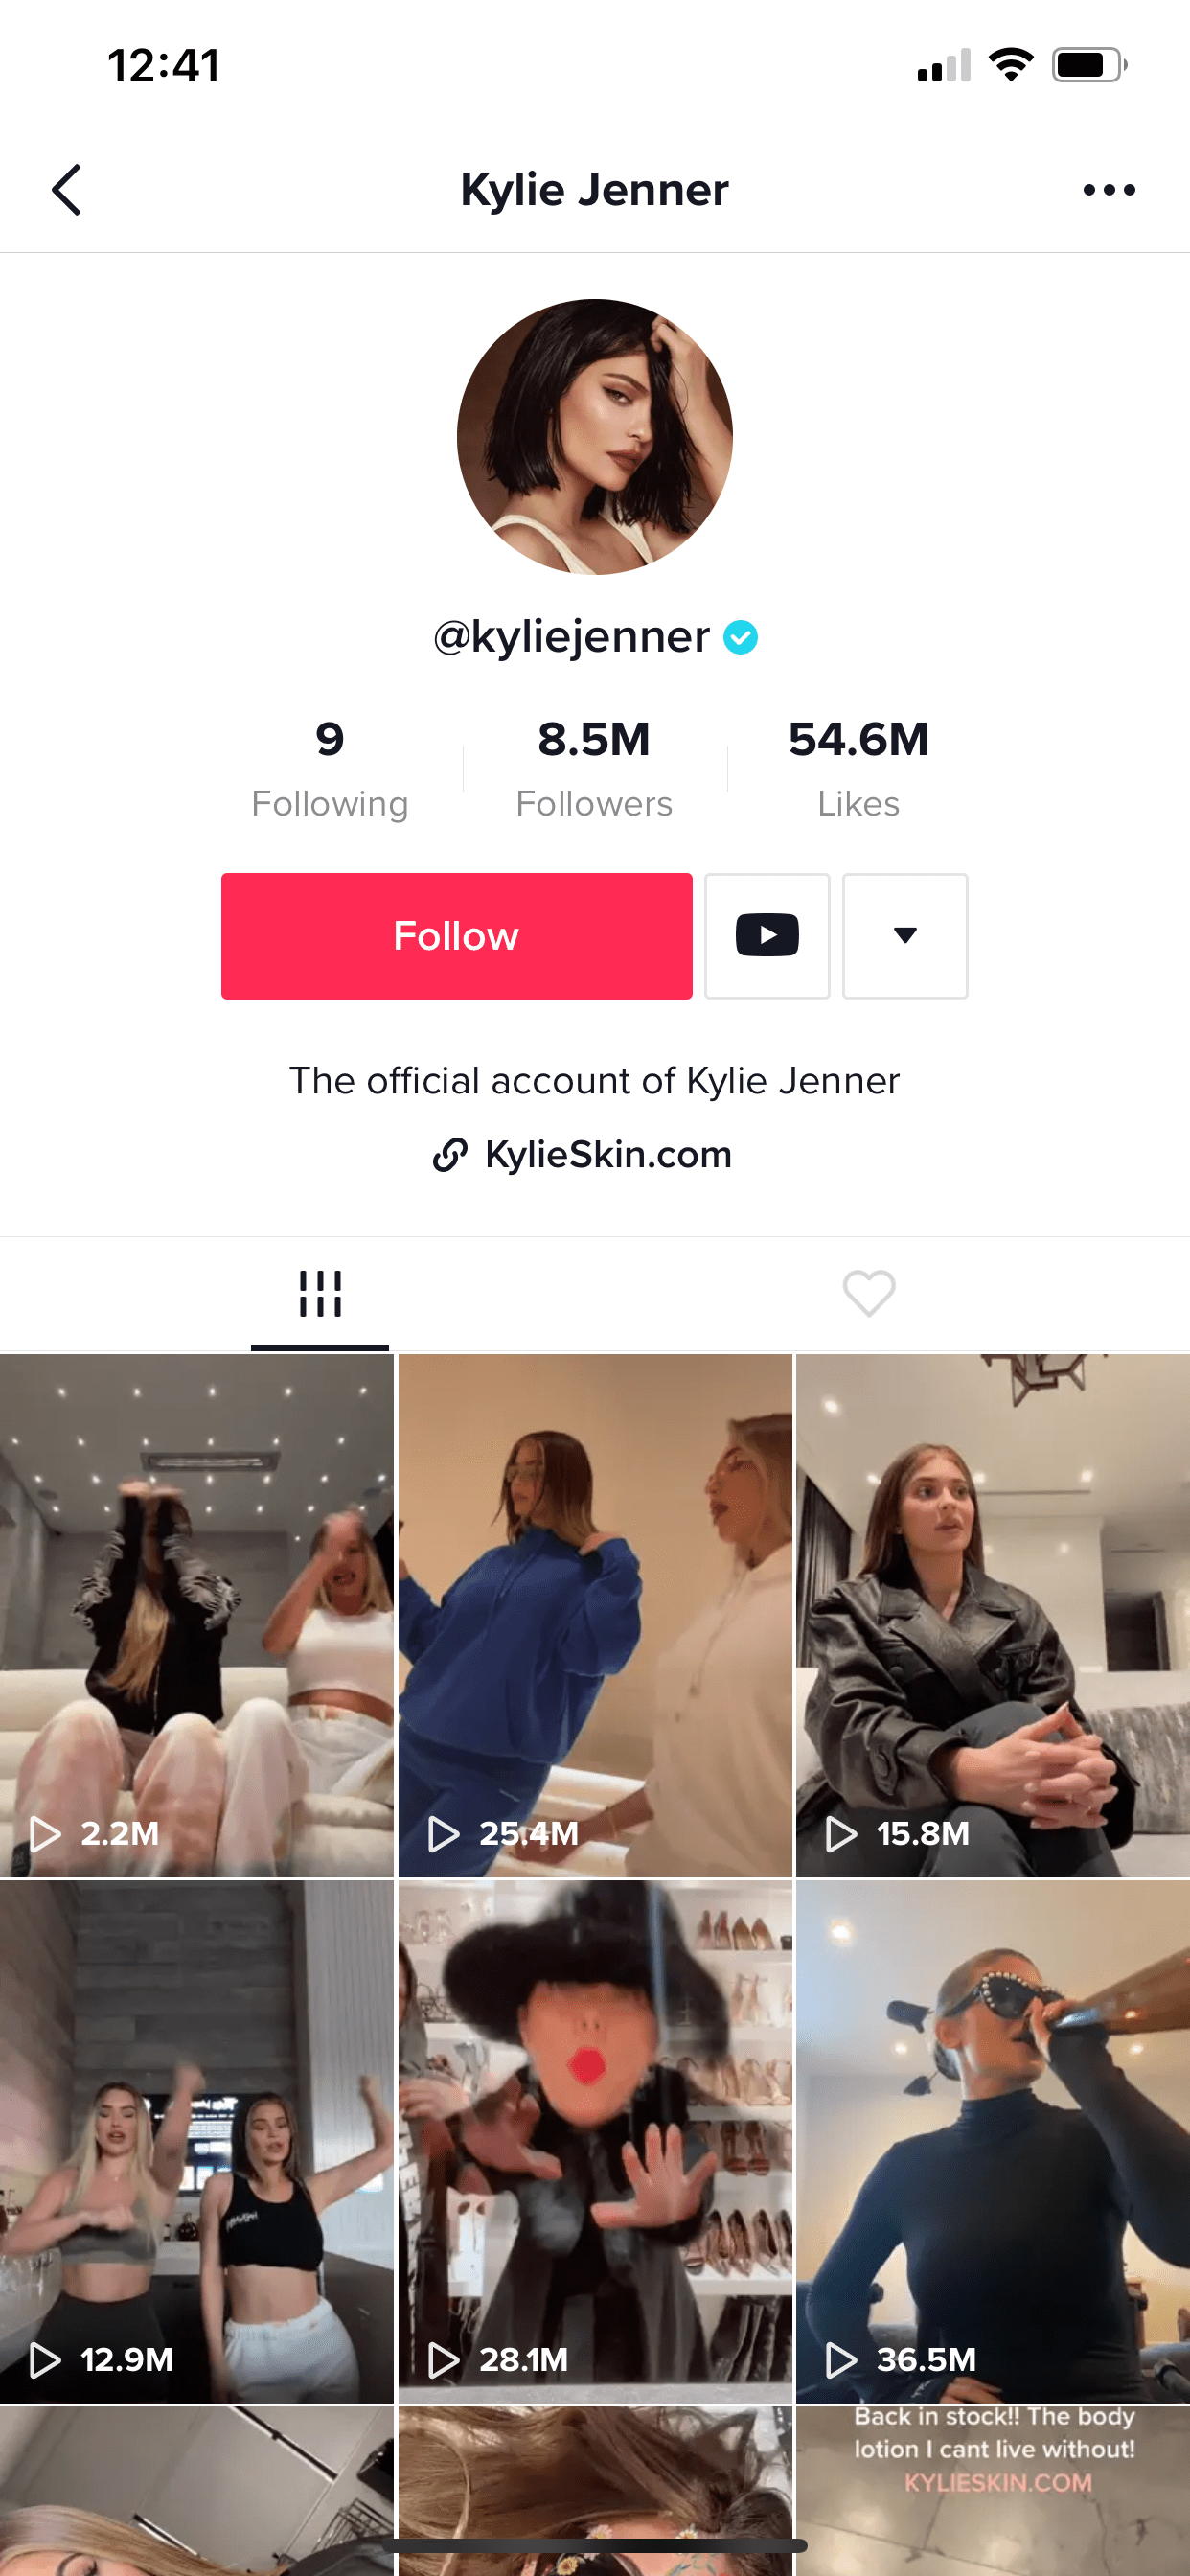 12:41
Kylie Jenner
@kyliejenner
9 8.5M 54.6M
Following Followers Likes
Follow
The official account of Kylie Jenner
KylieSkin.com
2.2M 25.4M 15.8M
12.9M 28.1M 36.5M
Back in stock!! The body
lotion I cant live without!
KYLIESKIN.COM